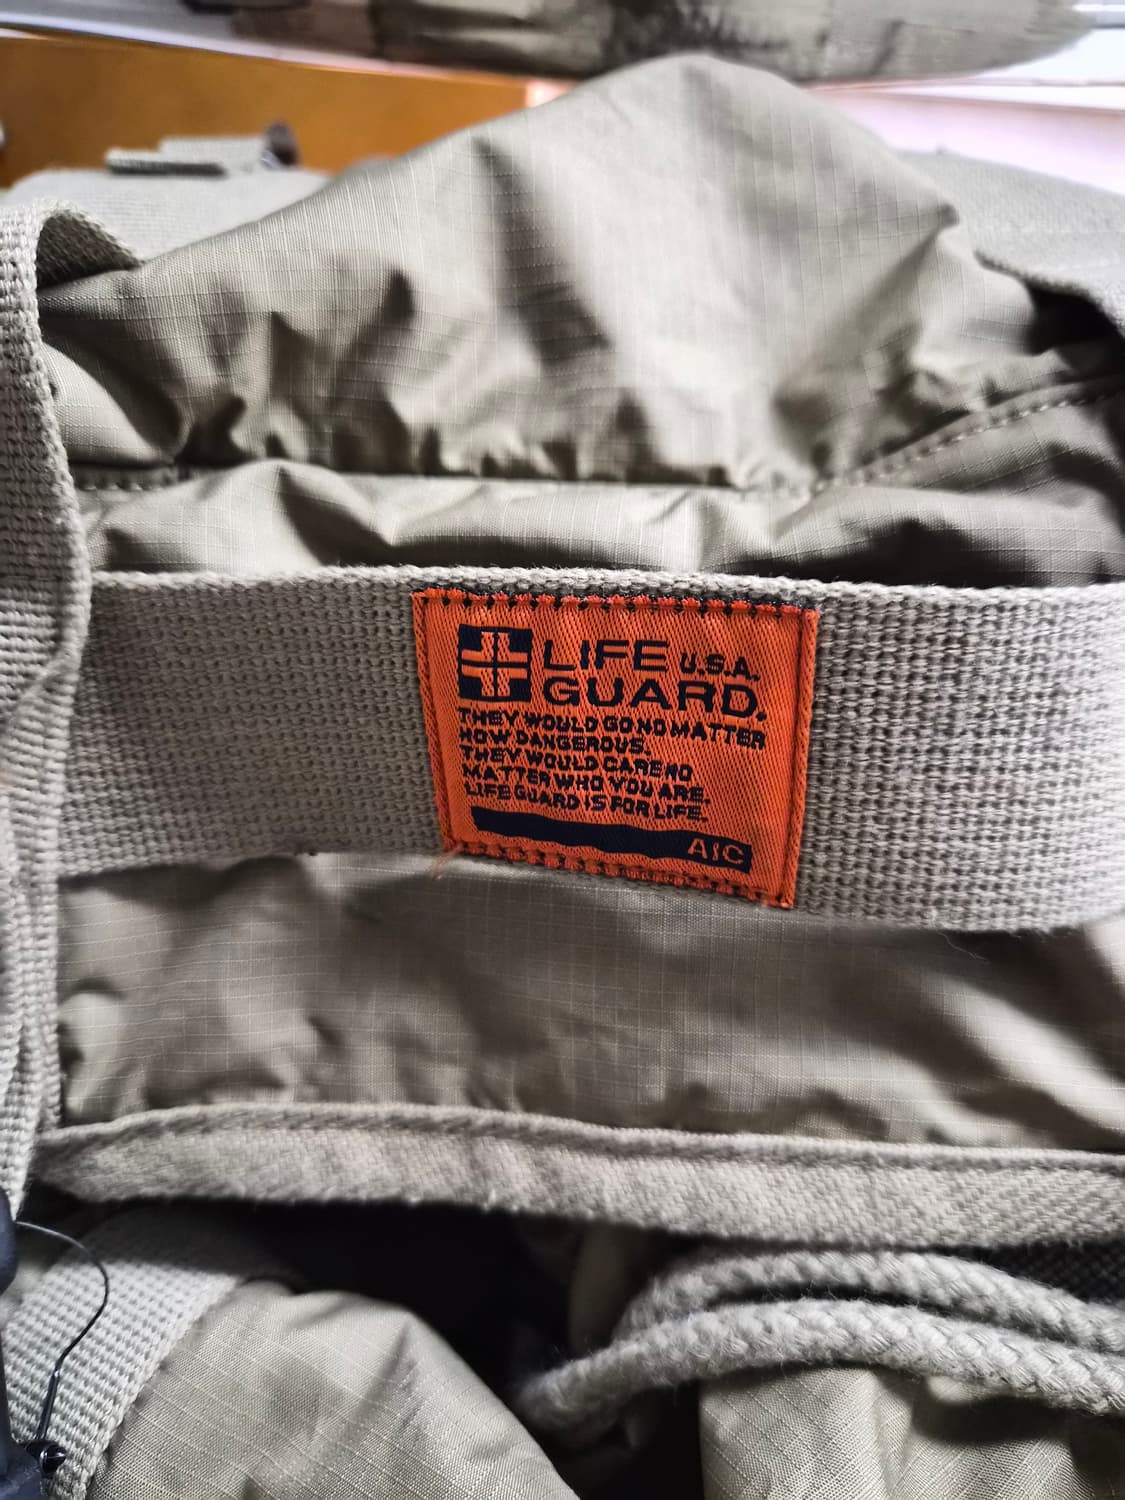 LIFE U.S.A.
GUARD.
THEY WOULD GO NO MATTER
HOW DANGEROUS.
THEY WOULD CARE NO
MATTER WHO YOU ARE.
LIFE GUARD IS FOR LIFE.
AIC